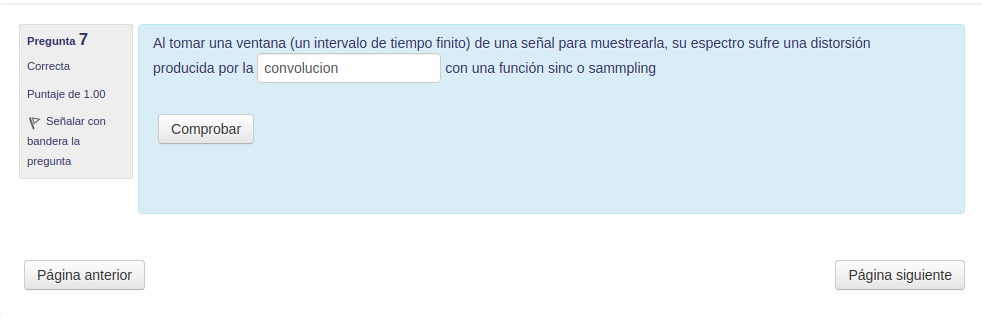 Pregunta 7
Correcta
Puntaje de 1.00
Señalar con
bandera la
pregunta
Al tomar una ventana (un intervalo de tiempo finito) de una señal para muestrearla, su espectro sufre una distorsión
producida por la convolucion con una función sinc o sammpling
Comprobar
Página anterior
Página siguiente